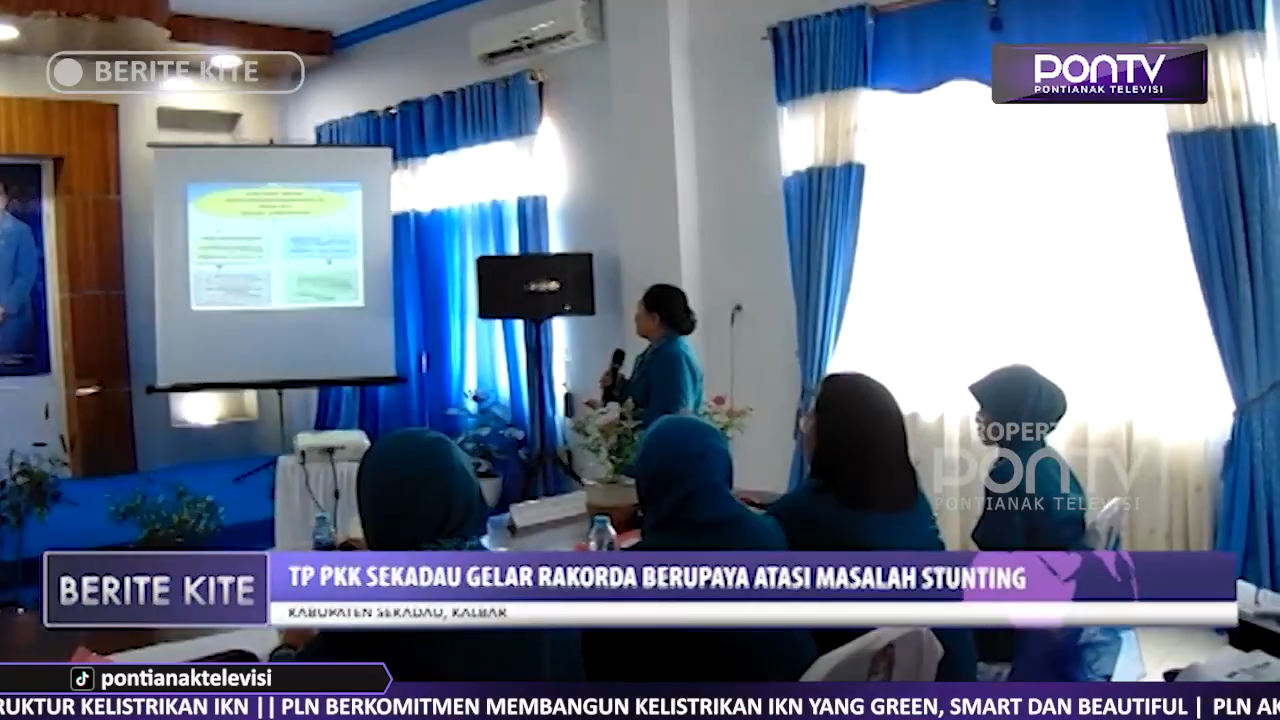 BERITE KITE
PONTV
PONTIANAK TELEVISI
PROPERTY
PONTV
PONTIANAK TELEVISI
BERITE KITE
TP PKK SEKADAU GELAR RAKORDA BERUPAYA ATASI MASALAH STUNTING
KABUPATEN SEKADAU, KALBAR
pontianaktelevisi
RUKTUR KELISTRIKAN IKN || PLN BERKOMITMEN MEMBANGUN KELISTRIKAN IKN YANG GREEN, SMART DAN BEAUTIFUL | PLN AK